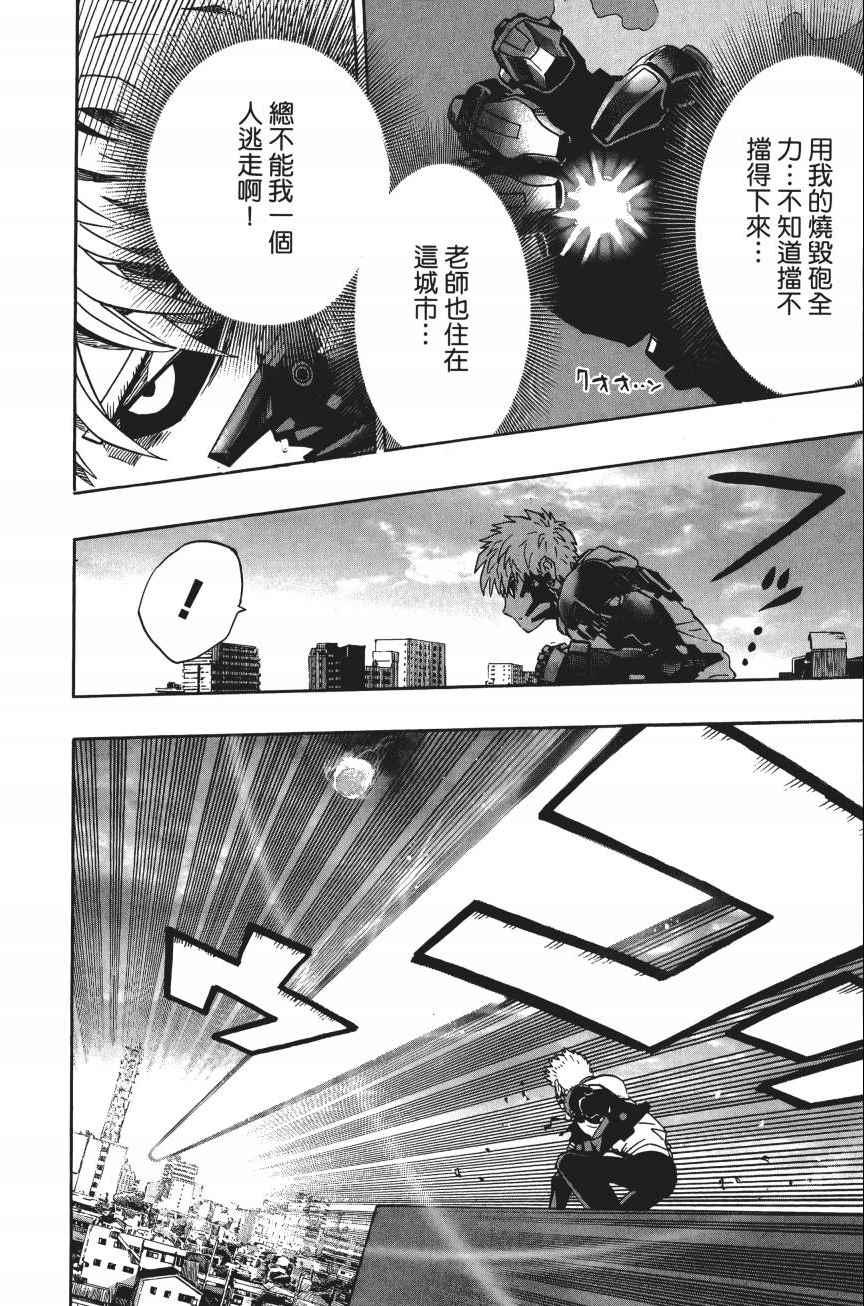 用我的燒毀砲全
力…不知道擋不
擋得下來…
老師也住在
這城市…
總不能我一個
人逃走啊！
クオオ‥ン
！